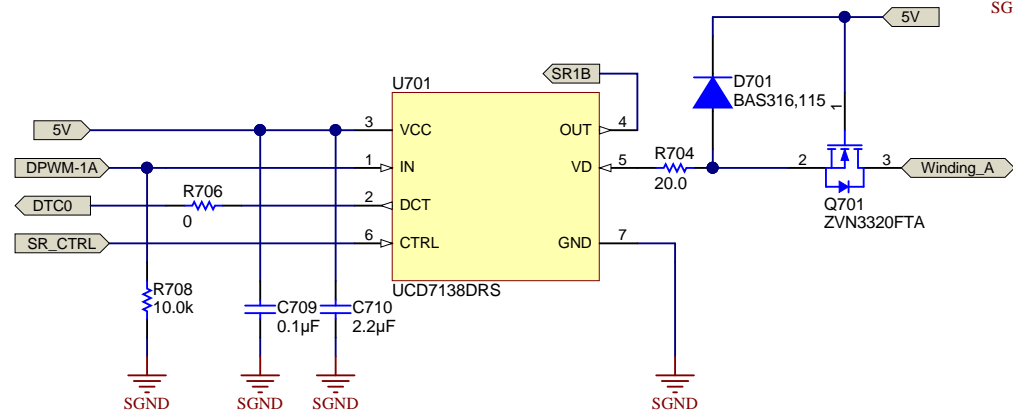 SG
5V
SR1B
U701
D701
BAS316,115
1
5V
3
VCC
OUT
4
DPWM-1A
1
IN
VD
5
R704
20.0
2
3
Winding_A
Q701
ZVN3320FTA
DTC0
R706
0
2
DCT
SR_CTRL
6
CTRL
GND
7
UCD7138DRS
R708
10.0k
C709
0.1µF
C710
2.2µF
SGND
SGND
SGND
SGND